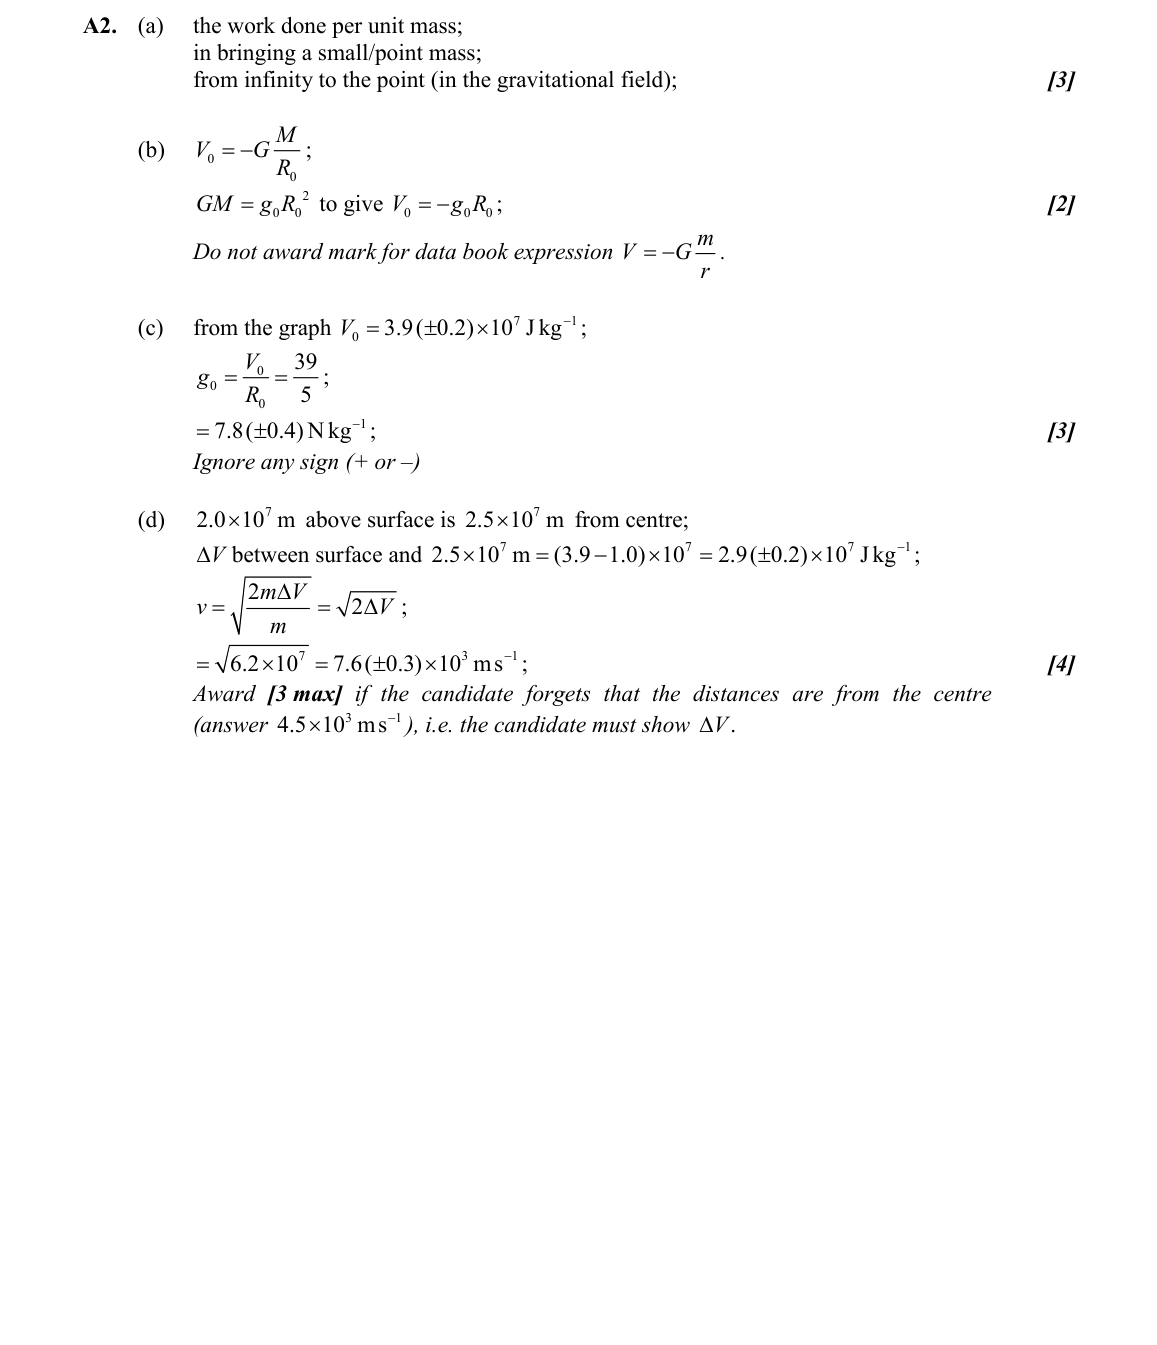 A2. (a) the work done per unit mass;
in bringing a small/point mass;
from infinity to the point (in the gravitational field); [3]
(b) V₀ = −G M/R₀ ;
GM = g₀R₀² to give V₀ = −g₀R₀ ; [2]
Do not award mark for data book expression V = −G m/r .
(c) from the graph V₀ = 3.9(±0.2)×10⁷ J kg⁻¹ ;
g₀ = V₀/R₀ = 39/5 ;
= 7.8(±0.4) N kg⁻¹ ; [3]
Ignore any sign (+ or –)
(d) 2.0×10⁷ m above surface is 2.5×10⁷ m from centre;
ΔV between surface and 2.5×10⁷ m = (3.9−1.0)×10⁷ = 2.9(±0.2)×10⁷ J kg⁻¹ ;
v = √(2mΔV/m) = √(2ΔV) ;
= √(6.2×10⁷) = 7.6(±0.3)×10³ m s⁻¹ ; [4]
Award [3 max] if the candidate forgets that the distances are from the centre
(answer 4.5×10³ m s⁻¹ ), i.e. the candidate must show ΔV .